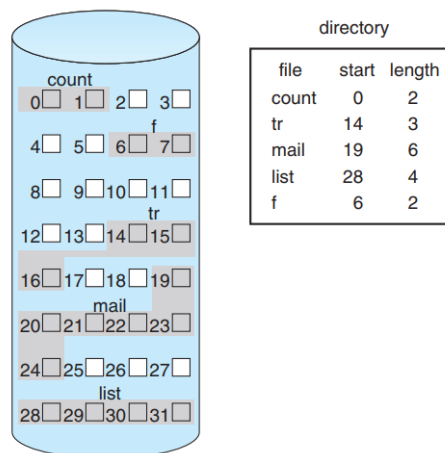 count
0 1 2 3
f
4 5 6 7
8 9 10 11
tr
12 13 14 15
16 17 18 19
mail
20 21 22 23
24 25 26 27
list
28 29 30 31
directory
file start length
count 0 2
tr 14 3
mail 19 6
list 28 4
f 6 2